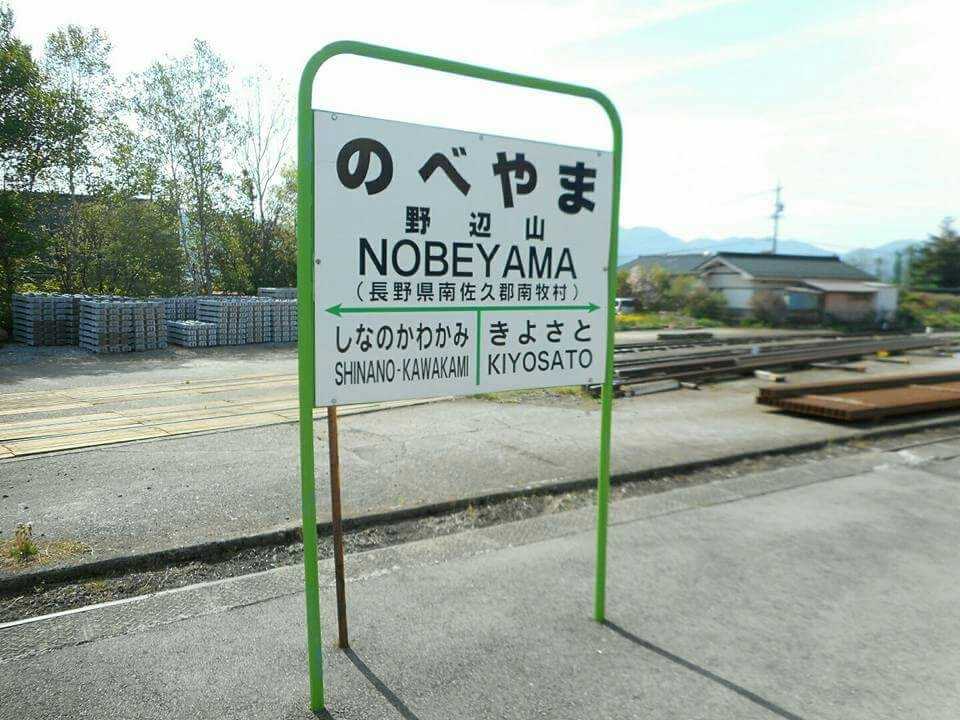 のべやま
野辺山
NOBEYAMA
（長野県南佐久郡南牧村）
しなのかわかみ きよさと
SHINANO-KAWAKAMI KIYOSATO